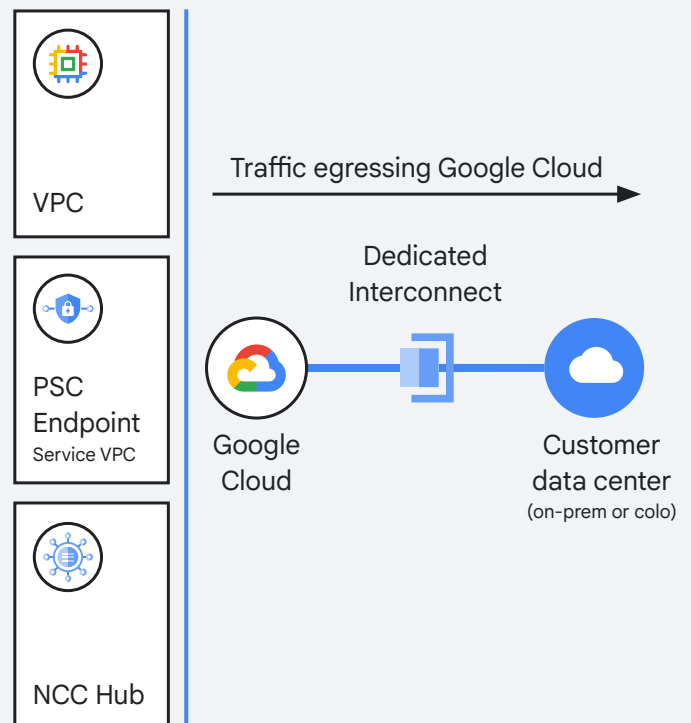 VPC
PSC
Endpoint
Service VPC
NCC Hub
Traffic egressing Google Cloud
Dedicated
Interconnect
Google
Cloud
Customer
data center
(on-prem or colo)